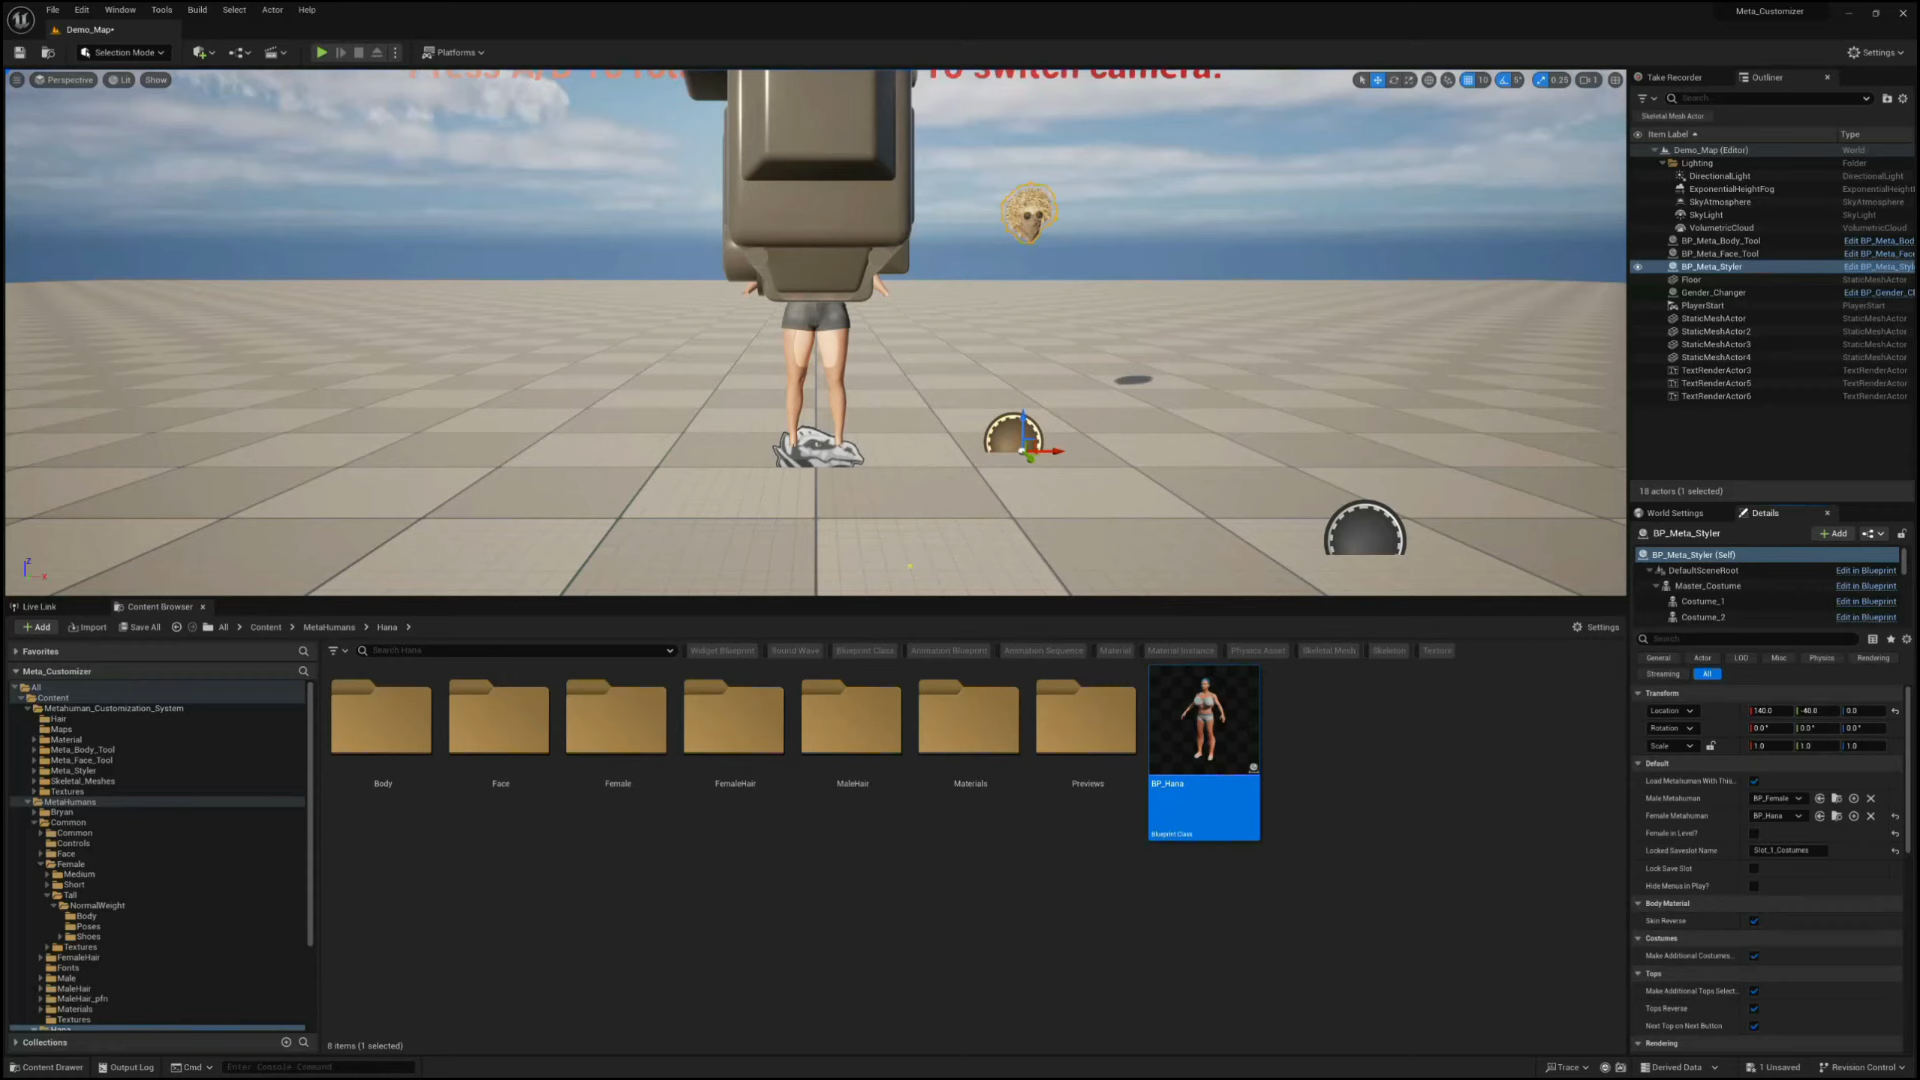 File Edit Window Tools Build Select Actor Help
Meta_Customizer
Demo_Map•
Selection Mode
Platforms
Settings
Perspective Lit Show
To switch camera.
10 5° 0.25 1
Take Recorder Outliner
Search...
Skeletal Mesh Actor
Item Label Type
Demo_Map (Editor) World
Lighting Folder
DirectionalLight DirectionalLight
ExponentialHeightFog ExponentialHeightF
SkyAtmosphere SkyAtmosphere
SkyLight SkyLight
VolumetricCloud VolumetricCloud
BP_Meta_Body_Tool Edit BP_Meta_Bod
BP_Meta_Face_Tool Edit BP_Meta_Face
BP_Meta_Styler Edit BP_Meta_Styl
Floor StaticMeshActor
Gender_Changer Edit BP_Gender_C
PlayerStart PlayerStart
StaticMeshActor StaticMeshActor
StaticMeshActor2 StaticMeshActor
StaticMeshActor3 StaticMeshActor
StaticMeshActor4 StaticMeshActor
TextRenderActor3 TextRenderActor
TextRenderActor5 TextRenderActor
TextRenderActor6 TextRenderActor
18 actors (1 selected)
World Settings Details
BP_Meta_Styler
Add
BP_Meta_Styler (Self)
DefaultSceneRoot Edit in Blueprint
Master_Costume Edit in Blueprint
Costume_1 Edit in Blueprint
Costume_2 Edit in Blueprint
Search
General Actor LOD Misc Physics Rendering
Streaming All
Transform
Location 140.0 -40.0 0.0
Rotation 0.0° 0.0° 0.0°
Scale 1.0 1.0 1.0
Default
Load Metahuman With This...
Male Metahuman BP_Female
Female Metahuman BP_Hana
Female in Level?
Locked Saveslot Name Slot_1_Costumes
Lock Save Slot
Hide Menus in Play?
Body Material
Skin Reverse
Costumes
Make Additional Costumes...
Tops
Make Additional Tops Select...
Tops Reverse
Next Top on Next Button
Rendering
z
x
Live Link Content Browser
Add Import Save All All Content MetaHumans Hana Settings
Favorites
Search Hana
Widget Blueprint Sound Wave Blueprint Class Animation Blueprint Animation Sequence Material Material Instance Physics Asset Skeletal Mesh Skeleton Texture
Meta_Customizer
All
Content
Metahuman_Customization_System
Hair
Maps
Material
Meta_Body_Tool
Meta_Face_Tool
Meta_Styler
Skeletal_Meshes
Textures
MetaHumans
Bryan
Common
Common
Controls
Face
Female
Medium
Short
Tall
NormalWeight
Body
Poses
Shoes
Textures
FemaleHair
Fonts
Male
MaleHair
MaleHair_pfn
Materials
Textures
Hana
Collections
Body Face Female FemaleHair MaleHair Materials Previews BP_Hana
Blueprint Class
8 items (1 selected)
Content Drawer Output Log Cmd Enter Console Command
Trace Derived Data 1 Unsaved Revision Control